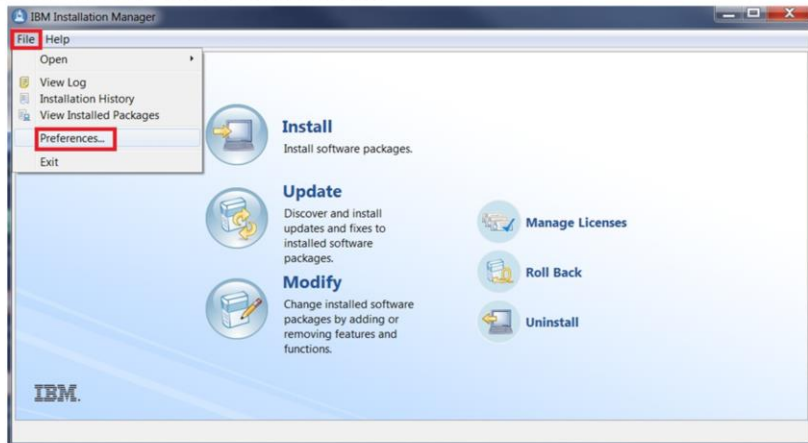 IBM Installation Manager
File Help
Open
View Log
Installation History
View Installed Packages
Preferences...
Exit
Install
Install software packages.
Update
Discover and install
updates and fixes to
installed software
packages.
Modify
Change installed software
packages by adding or
removing features and
functions.
Manage Licenses
Roll Back
Uninstall
IBM.